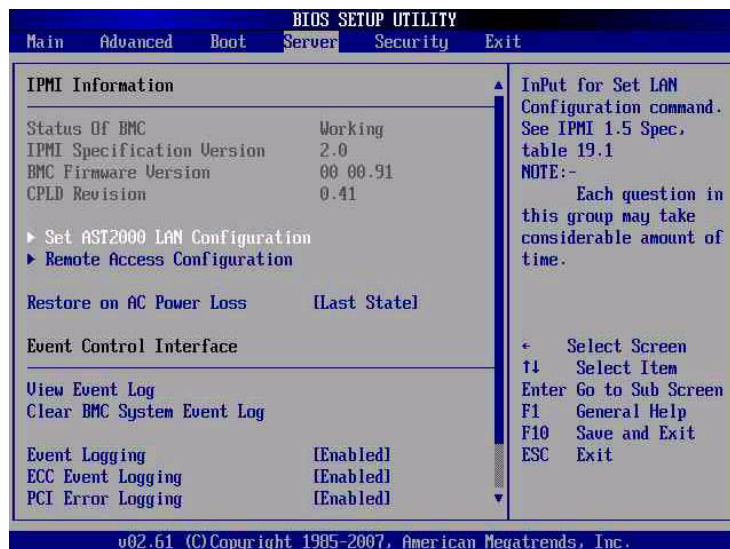 BIOS SETUP UTILITY
Main Advanced Boot Server Security Exit
IPMI Information
Status Of BMC Working
IPMI Specification Version 2.0
BMC Firmware Version 00 00.91
CPLD Revision 0.41
▶ Set AST2000 LAN Configuration
▶ Remote Access Configuration
Restore on AC Power Loss [Last State]
Event Control Interface
View Event Log
Clear BMC System Event Log
Event Logging [Enabled]
ECC Event Logging [Enabled]
PCI Error Logging [Enabled]
InPut for Set LAN
Configuration command.
See IPMI 1.5 Spec,
table 19.1
NOTE:-
Each question in
this group may take
considerable amount of
time.
← Select Screen
↑↓ Select Item
Enter Go to Sub Screen
F1 General Help
F10 Save and Exit
ESC Exit
v02.61 (C)Copyright 1985-2007, American Megatrends, Inc.